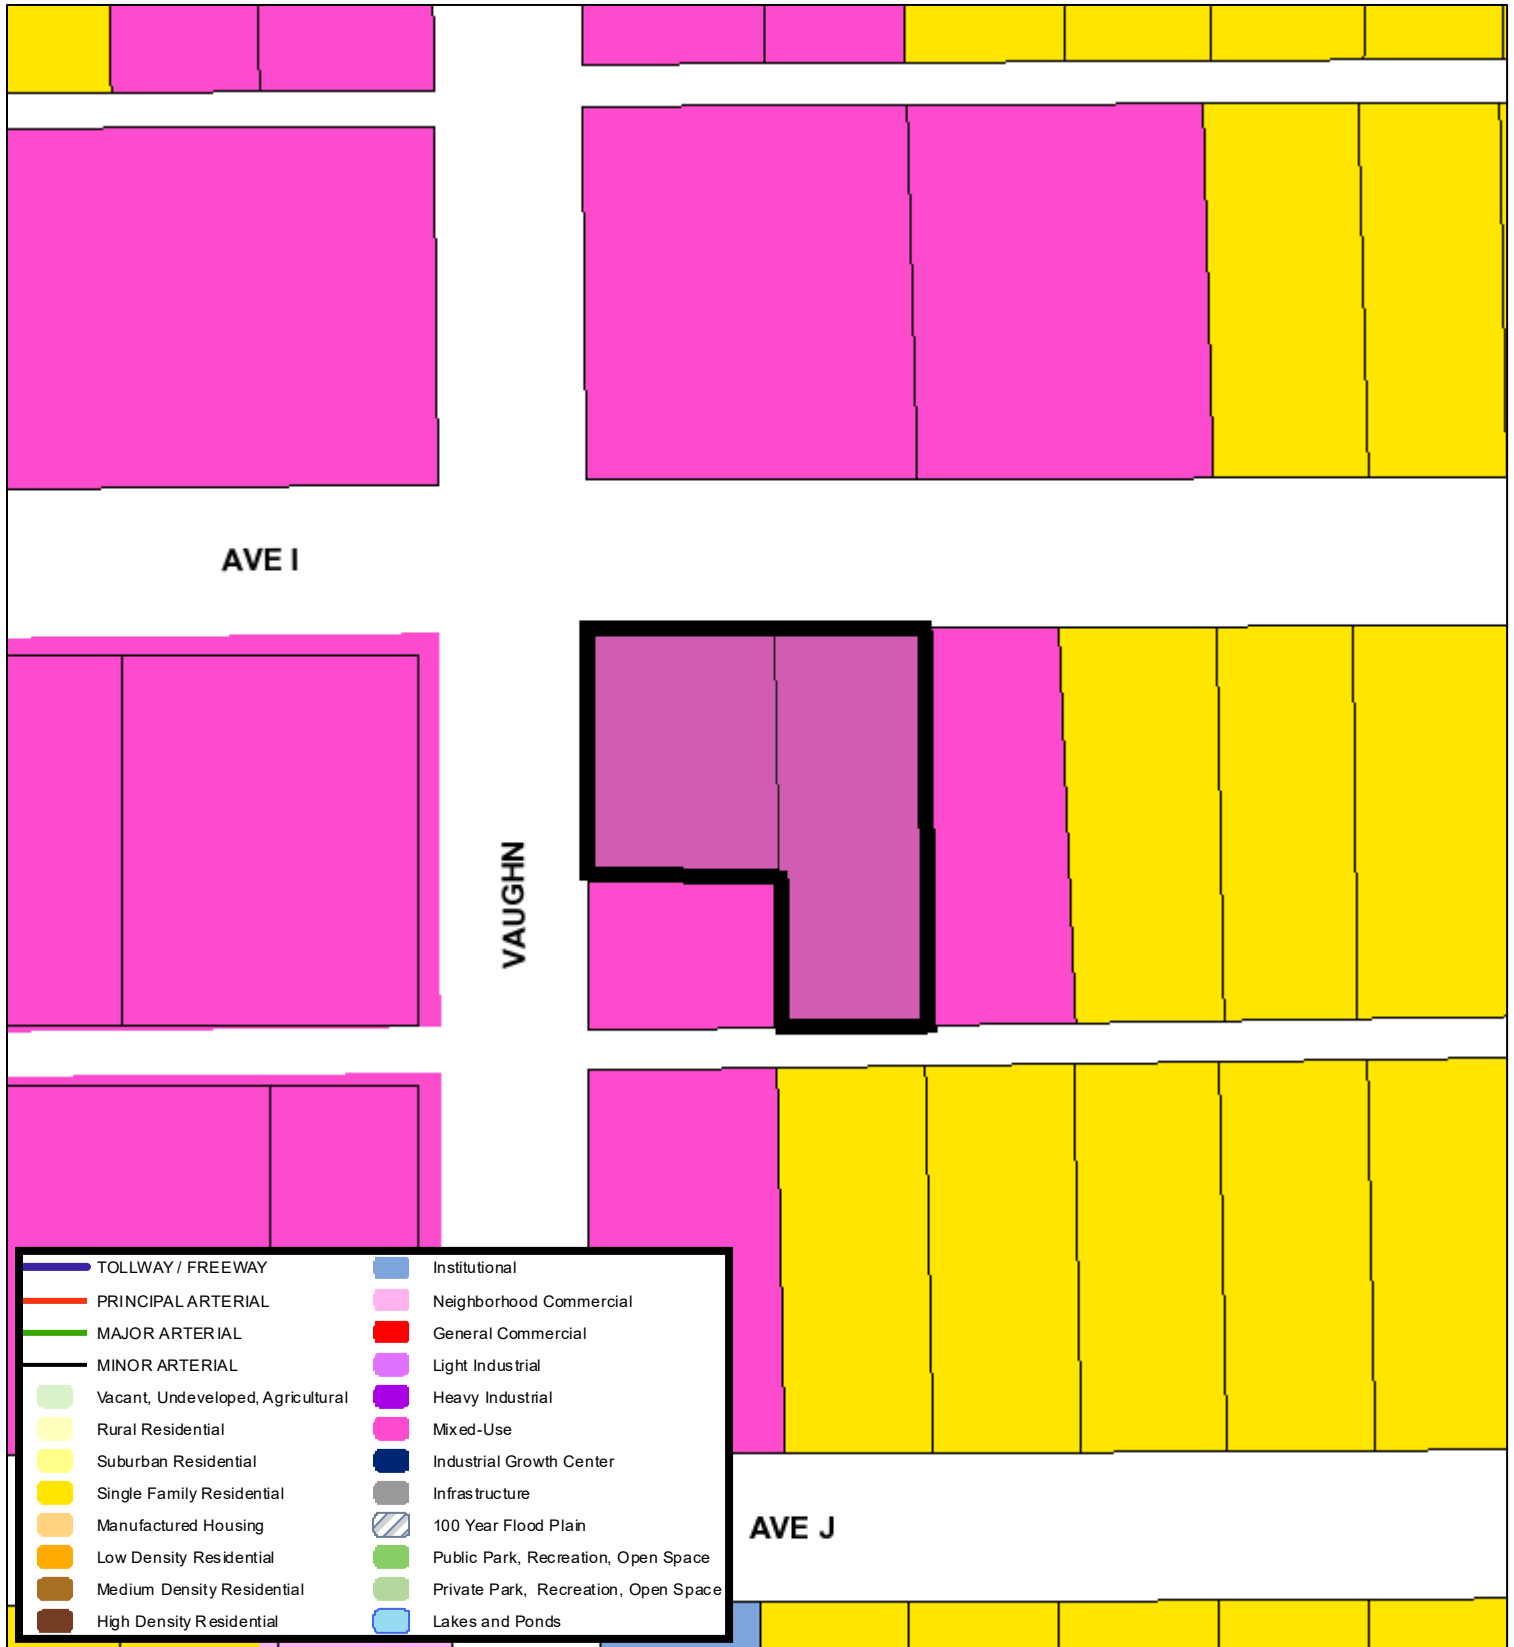 AVE I
VAUGHN
TOLLWAY / FREEWAY
PRINCIPAL ARTERIAL
MAJOR ARTERIAL
MINOR ARTERIAL
Vacant, Undeveloped, Agricultural
Rural Residential
Suburban Residential
Single Family Residential
Manufactured Housing
Low Density Residential
Medium Density Residential
High Density Residential
Institutional
Neighborhood Commercial
General Commercial
Light Industrial
Heavy Industrial
Mixed-Use
Industrial Growth Center
Infrastructure
100 Year Flood Plain
Public Park, Recreation, Open Space
Private Park, Recreation, Open Space
Lakes and Ponds
AVE J